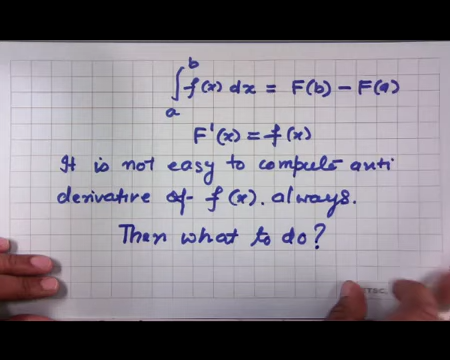 ∫_a^b f(x) dx = F(b) − F(a)
F'(x) = f(x)
It is not easy to compute anti
derivative of f(x). always.
Then what to do?